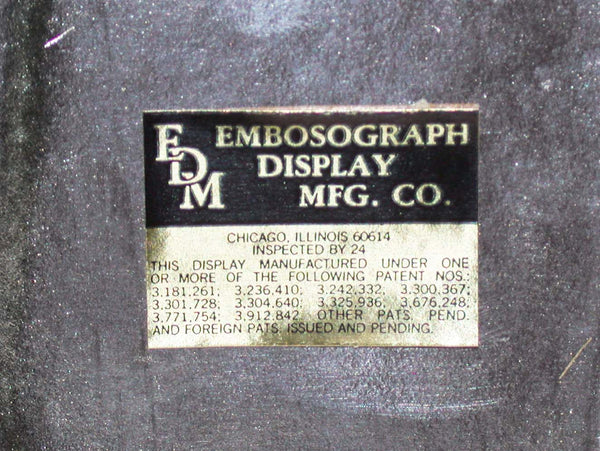 EDM
EMBOSOGRAPH
DISPLAY
MFG. CO.
CHICAGO, ILLINOIS 60614
INSPECTED BY 24
THIS DISPLAY MANUFACTURED UNDER ONE
OR MORE OF THE FOLLOWING PATENT NOS.:
3,181,261; 3,236,410; 3,242,332; 3,300,367;
3,301,728; 3,304,640; 3,325,936; 3,676,248;
3,771,754; 3,912,842. OTHER PATS. PEND.
AND FOREIGN PATS. ISSUED AND PENDING.